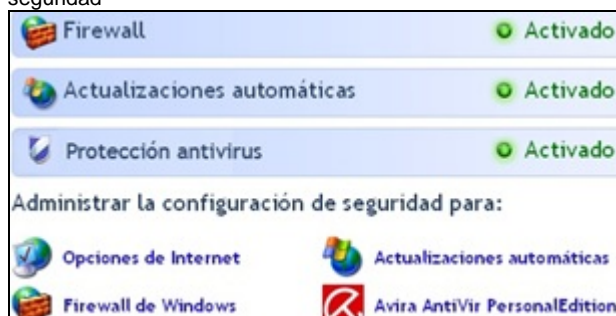 seguridad
Firewall Activado
Actualizaciones automáticas Activado
Protección antivirus Activado
Administrar la configuración de seguridad para:
Opciones de Internet Actualizaciones automáticas
Firewall de Windows Avira AntiVir PersonalEdition